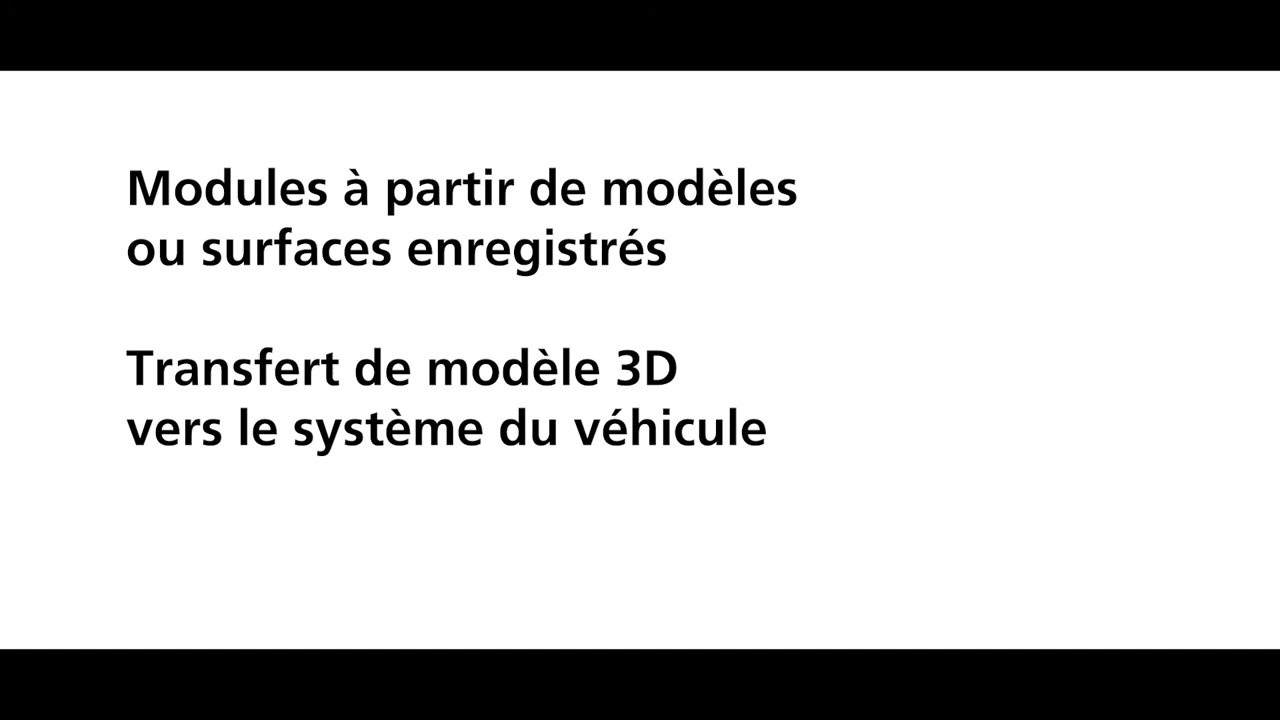 Modules à partir de modèles
ou surfaces enregistrés
Transfert de modèle 3D
vers le système du véhicule